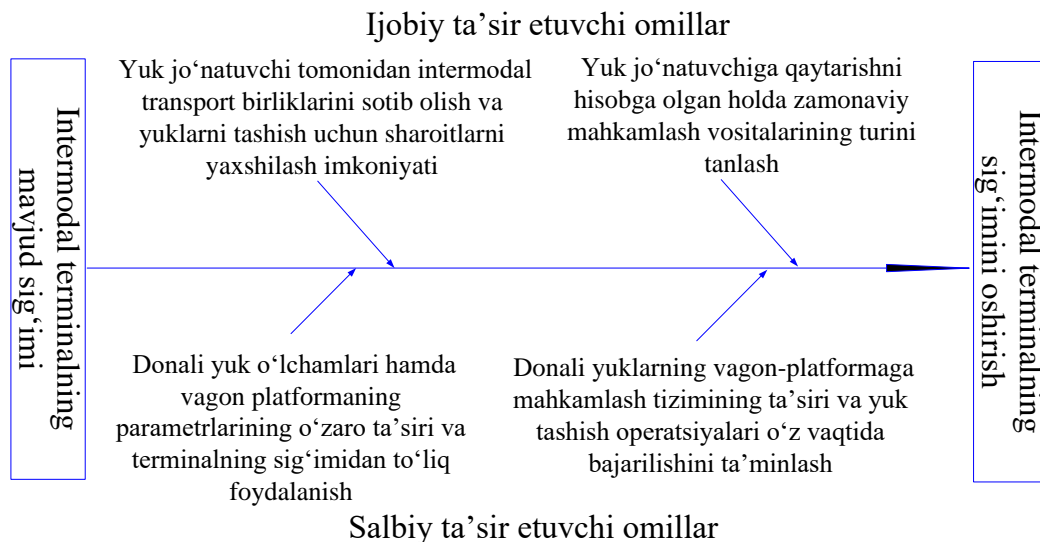 Ijobiy ta’sir etuvchi omillar
Yuk jo‘natuvchi tomonidan intermodal
transport birliklarini sotib olish va
yuklarni tashish uchun sharoitlarni
yaxshilash imkoniyati
Yuk jo‘natuvchiga qaytarishni
hisobga olgan holda zamonaviy
mahkamlash vositalarining turini
tanlash
Intermodal terminalning
mavjud sig‘imi
Intermodal terminalning
sig‘imini oshirish
Donali yuk o‘lchamlari hamda
vagon platformaning
parametrlarining o‘zaro ta’siri va
terminalning sig‘imidan to‘liq
foydalanish
Donali yuklarning vagon-platformaga
mahkamlash tizimining ta’siri va yuk
tashish operatsiyalari o‘z vaqtida
bajarilishini ta’minlash
Salbiy ta’sir etuvchi omillar